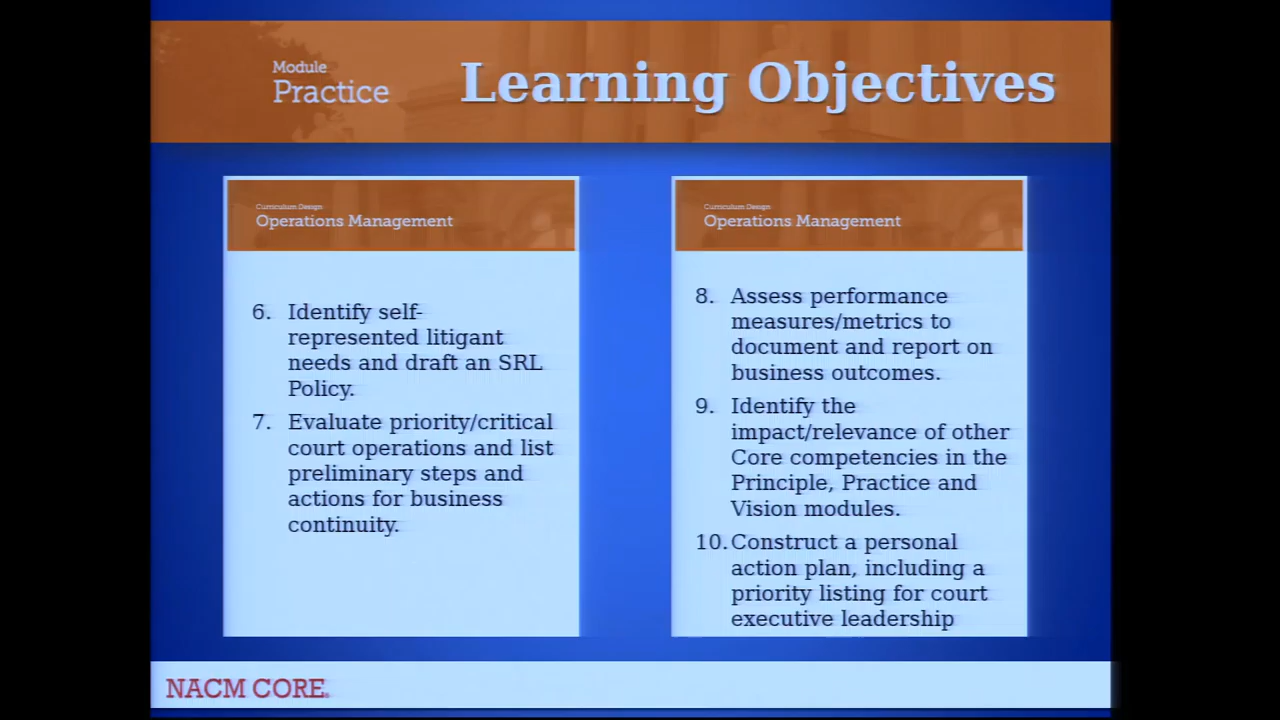 Module
Practice
Learning Objectives
Curriculum Design
Operations Management
6. Identify self-
represented litigant
needs and draft an SRL
Policy.
7. Evaluate priority/critical
court operations and list
preliminary steps and
actions for business
continuity.
Curriculum Design
Operations Management
8. Assess performance
measures/metrics to
document and report on
business outcomes.
9. Identify the
impact/relevance of other
Core competencies in the
Principle, Practice and
Vision modules.
10. Construct a personal
action plan, including a
priority listing for court
executive leadership
NACM CORE®